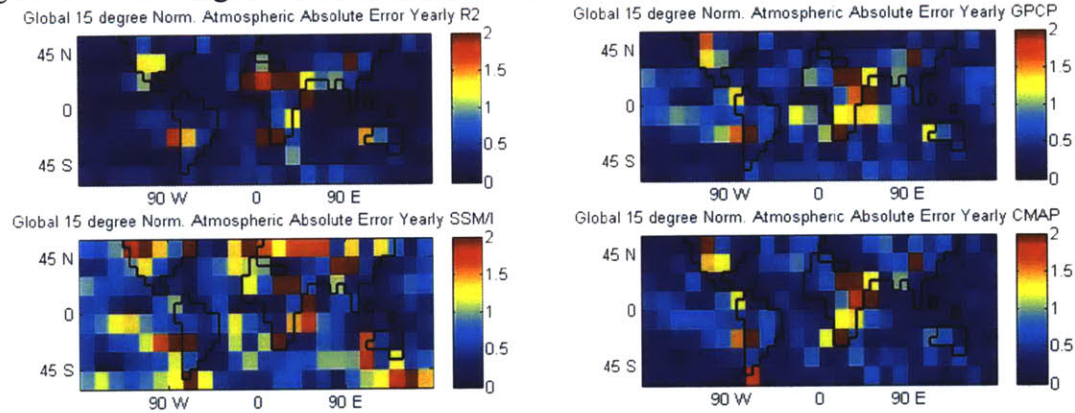 Global 15 degree Norm. Atmospheric Absolute Error Yearly R2
45 N
0
45 S
90 W
0
90 E
2
1.5
1
0.5
0
Global 15 degree Norm. Atmospheric Absolute Error Yearly GPCP
45 N
0
45 S
90 W
0
90 E
2
1.5
1
0.5
0
Global 15 degree Norm. Atmospheric Absolute Error Yearly SSM/I
45 N
0
45 S
90 W
0
90 E
2
1.5
1
0.5
0
Global 15 degree Norm. Atmospheric Absolute Error Yearly CMAP
45 N
0
45 S
90 W
0
90 E
2
1.5
1
0.5
0